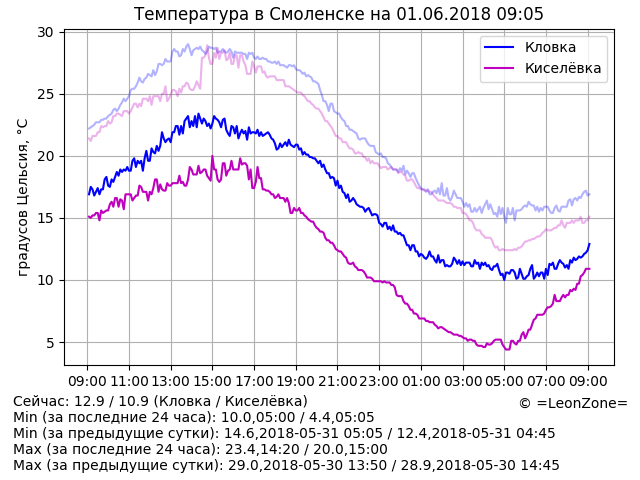 Температура в Смоленске на 01.06.2018 09:05
Кловка
Киселёвка
градусов Цельсия, °C
30
25
20
15
10
5
09:00 11:00 13:00 15:00 17:00 19:00 21:00 23:00 01:00 03:00 05:00 07:00 09:00
Сейчас: 12.9 / 10.9 (Кловка / Киселёвка)
© =LeonZone=
Min (за последние 24 часа): 10.0,05:00 / 4.4,05:05
Min (за предыдущие сутки): 14.6,2018-05-31 05:05 / 12.4,2018-05-31 04:45
Max (за последние 24 часа): 23.4,14:20 / 20.0,15:00
Max (за предыдущие сутки): 29.0,2018-05-30 13:50 / 28.9,2018-05-30 14:45